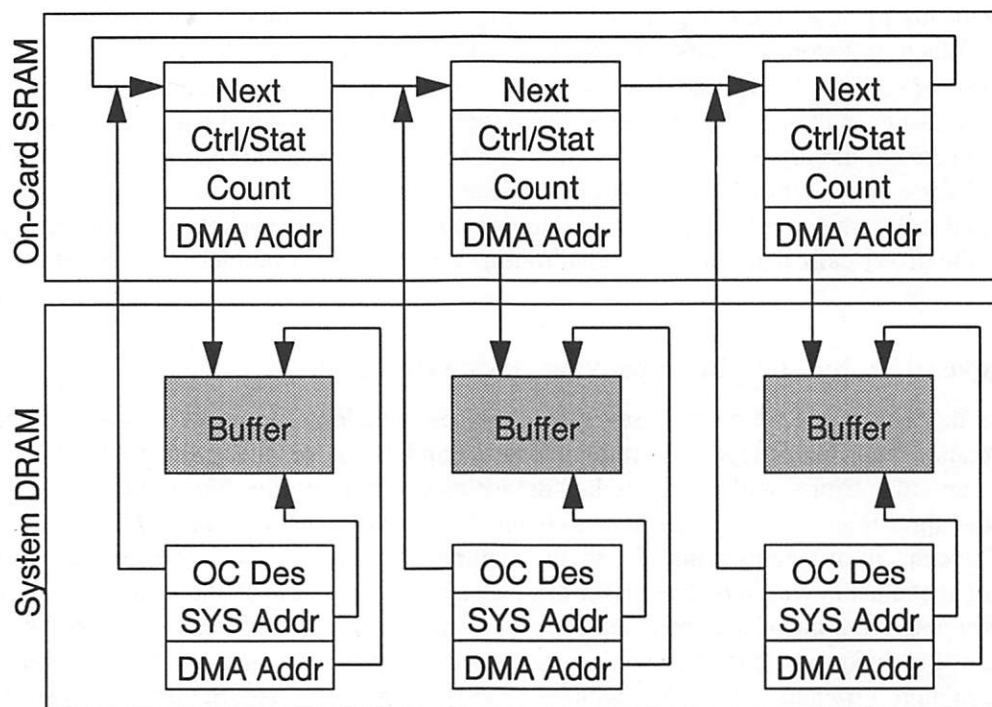 On-Card SRAM
Next
Ctrl/Stat
Count
DMA Addr
Next
Ctrl/Stat
Count
DMA Addr
Next
Ctrl/Stat
Count
DMA Addr
System DRAM
Buffer
Buffer
Buffer
OC Des
SYS Addr
DMA Addr
OC Des
SYS Addr
DMA Addr
OC Des
SYS Addr
DMA Addr